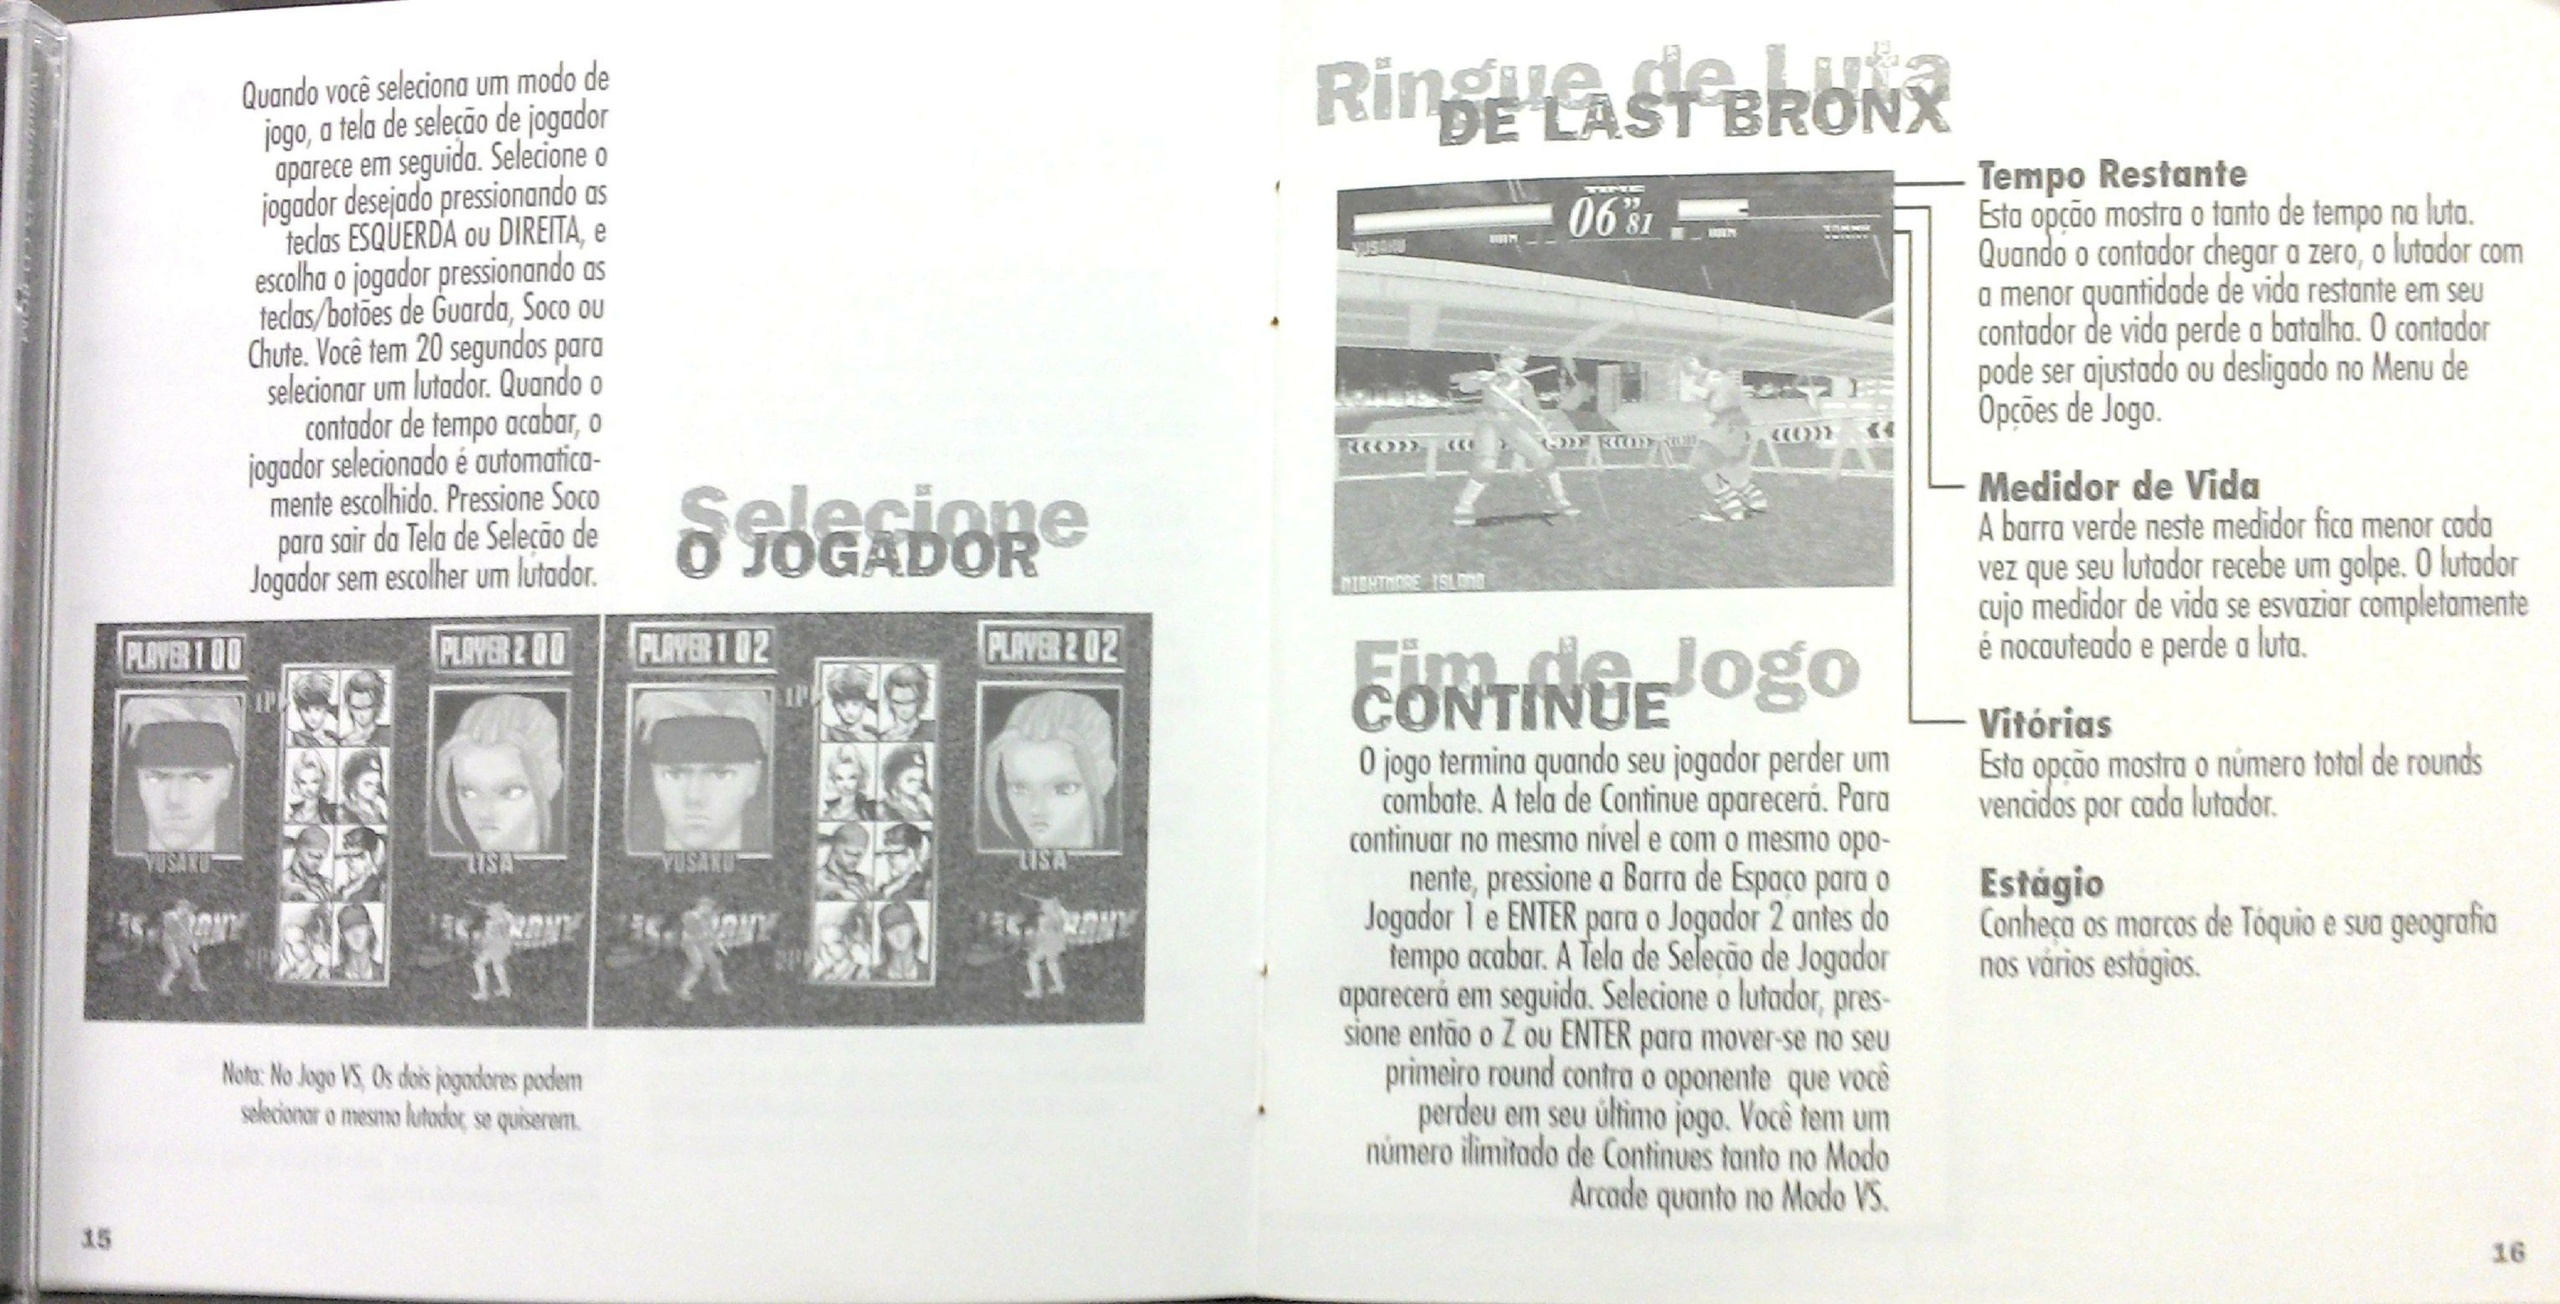 Quando você seleciona um modo de
jogo, a tela de seleção de jogador
aparece em seguida. Selecione o
jogador desejado pressionando as
teclas ESQUERDA ou DIREITA, e
escolha o jogador pressionando as
teclas/botões de Guarda, Soco ou
Chute. Você tem 20 segundos para
selecionar um lutador. Quando o
contador de tempo acabar, o
jogador selecionado é automatica-
mente escolhido. Pressione Soco
para sair da Tela de Seleção de
Jogador sem escolher um lutador.
Selecione
O JOGADOR
PLAYER 1 00
PLAYER 2 00
YUSAKU
LISA
PLAYER 1 02
PLAYER 2 02
YUSAKU
LISA
Nota: No Jogo VS, Os dois jogadores podem
selecionar o mesmo lutador, se quiserem.
15
Ringue de Luta
DE LAST BRONX
TIME
06"81
YUSAKU
NIGHTMARE ISLAND
Fim de Jogo
CONTINUE
O jogo termina quando seu jogador perder um
combate. A tela de Continue aparecerá. Para
continuar no mesmo nível e com o mesmo opo-
nente, pressione a Barra de Espaço para o
Jogador 1 e ENTER para o Jogador 2 antes do
tempo acabar. A Tela de Seleção de Jogador
aparecerá em seguida. Selecione o lutador, pres-
sione então o Z ou ENTER para mover-se no seu
primeiro round contra o oponente que você
perdeu em seu último jogo. Você tem um
número ilimitado de Continues tanto no Modo
Arcade quanto no Modo VS.
Tempo Restante
Esta opção mostra o tanto de tempo na luta.
Quando o contador chegar a zero, o lutador com
a menor quantidade de vida restante em seu
contador de vida perde a batalha. O contador
pode ser ajustado ou desligado no Menu de
Opções de Jogo.
Medidor de Vida
A barra verde neste medidor fica menor cada
vez que seu lutador recebe um golpe. O lutador
cujo medidor de vida se esvaziar completamente
é nocauteado e perde a luta.
Vitórias
Esta opção mostra o número total de rounds
vencidos por cada lutador.
Estágio
Conheça os marcos de Tóquio e sua geografia
nos vários estágios.
16